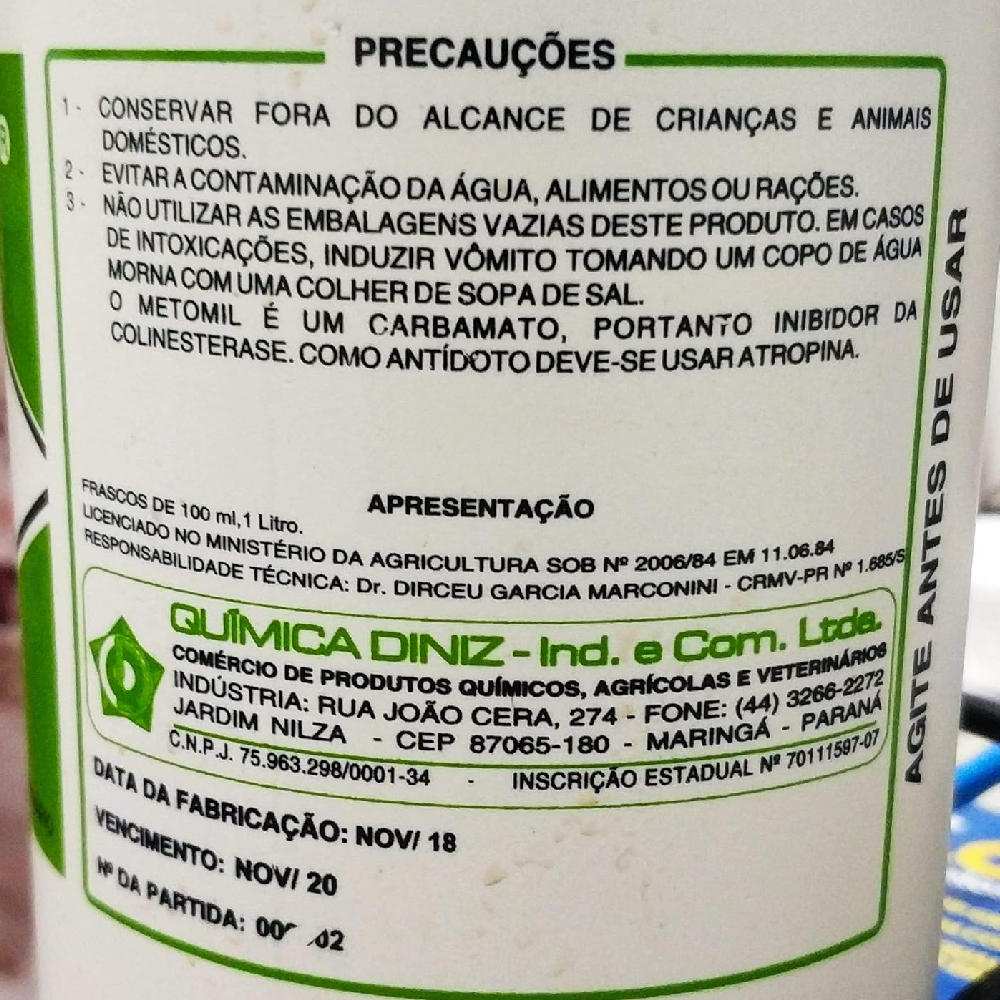 PRECAUÇÕES
1 - CONSERVAR FORA DO ALCANCE DE CRIANÇAS E ANIMAIS
DOMÉSTICOS.
2 - EVITAR A CONTAMINAÇÃO DA ÁGUA, ALIMENTOS OU RAÇÕES.
3 - NÃO UTILIZAR AS EMBALAGENS VAZIAS DESTE PRODUTO. EM CASOS
DE INTOXICAÇÕES, INDUZIR VÔMITO TOMANDO UM COPO DE ÁGUA
MORNA COM UMA COLHER DE SOPA DE SAL.
O METOMIL É UM CARBAMATO, PORTANTO INIBIDOR DA
COLINESTERASE. COMO ANTÍDOTO DEVE-SE USAR ATROPINA.
APRESENTAÇÃO
FRASCOS DE 100 ml, 1 Litro.
LICENCIADO NO MINISTÉRIO DA AGRICULTURA SOB Nº 2006/84 EM 11.06.84
RESPONSABILIDADE TÉCNICA: Dr. DIRCEU GARCIA MARCONINI - CRMV-PR Nº 1.685/S
QUÍMICA DINIZ - Ind. e Com. Ltda.
COMÉRCIO DE PRODUTOS QUÍMICOS, AGRÍCOLAS E VETERINÁRIOS
INDÚSTRIA: RUA JOÃO CERA, 274 - FONE: (44) 3266-2272
JARDIM NILZA - CEP 87065-180 - MARINGÁ - PARANÁ
C.N.P.J. 75.963.298/0001-34 - INSCRIÇÃO ESTADUAL Nº 70111597-07
DATA DA FABRICAÇÃO: NOV/ 18
VENCIMENTO: NOV/ 20
Nº DA PARTIDA:
AGITE ANTES DE USAR